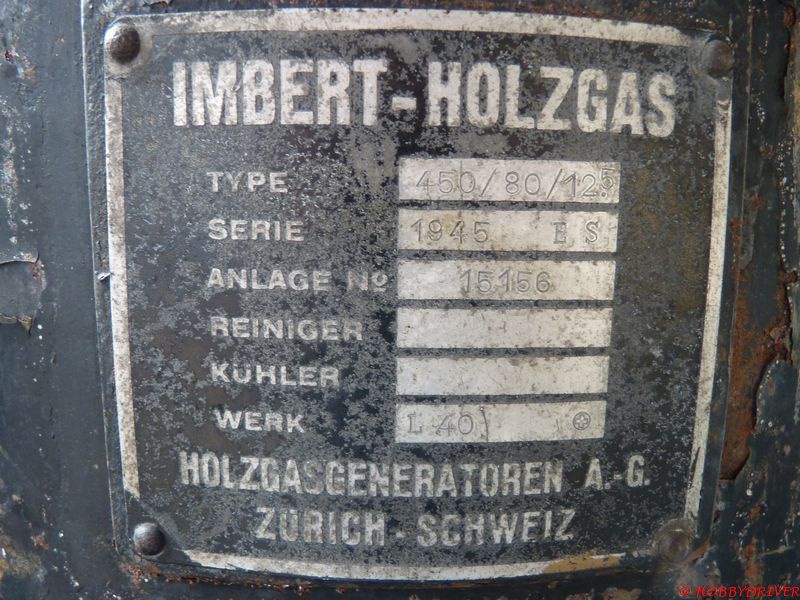 IMBERT-HOLZGAS
TYPE 450/80/12⁵
SERIE 1945 E S
ANLAGE No 15156
REINIGER
KÜHLER
WERK L 40
HOLZGASGENERATOREN A.-G.
ZÜRICH-SCHWEIZ
© HOBBYDRIVER